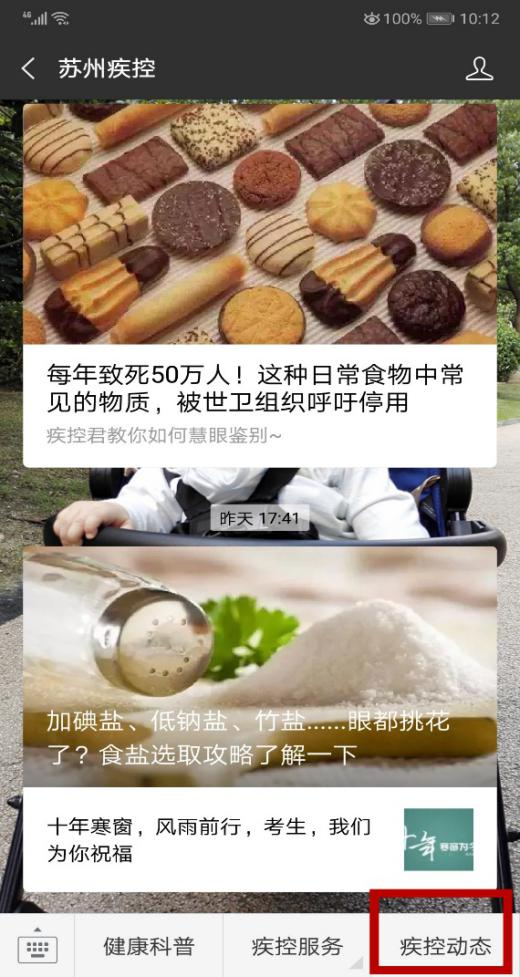 4G 100% 10:12
苏州疾控
每年致死50万人！这种日常食物中常
见的物质，被世卫组织呼吁停用
疾控君教你如何慧眼鉴别~
昨天 17:41
加碘盐、低钠盐、竹盐......眼都挑花
了？食盐选取攻略了解一下
十年寒窗，风雨前行，考生，我们
为你祝福
十年
健康科普
疾控服务
疾控动态